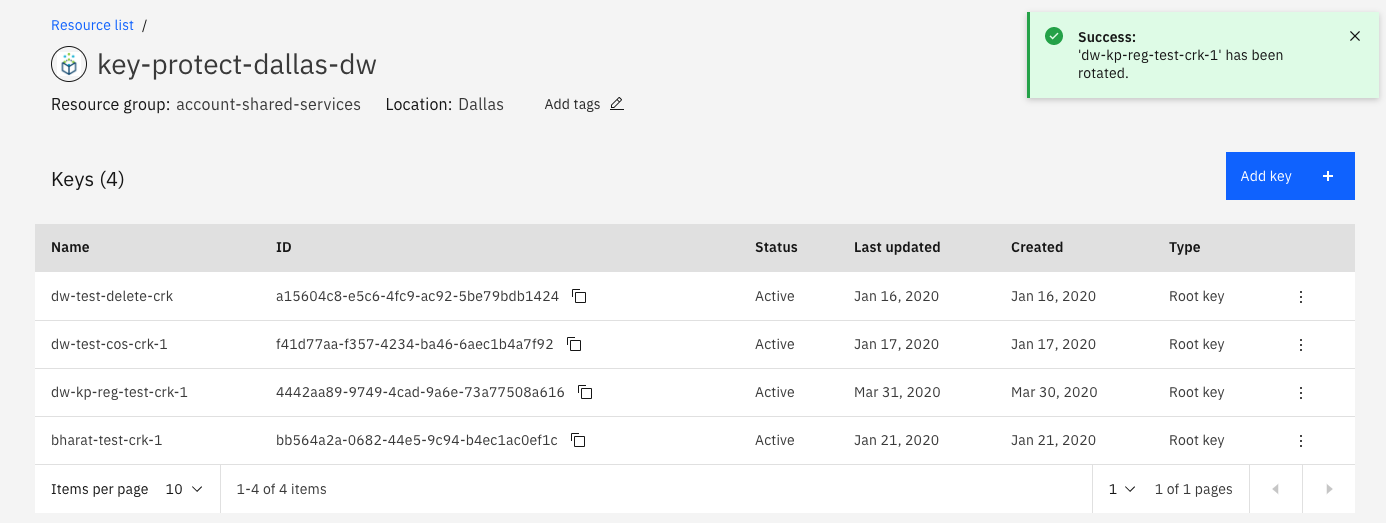 Resource list /
key-protect-dallas-dw
Resource group: account-shared-services Location: Dallas Add tags
Success:
'dw-kp-reg-test-crk-1' has been
rotated.
Keys (4)
Add key +
Name ID Status Last updated Created Type
dw-test-delete-crk a15604c8-e5c6-4fc9-ac92-5be79bdb1424 Active Jan 16, 2020 Jan 16, 2020 Root key
dw-test-cos-crk-1 f41d77aa-f357-4234-ba46-6aec1b4a7f92 Active Jan 17, 2020 Jan 17, 2020 Root key
dw-kp-reg-test-crk-1 4442aa89-9749-4cad-9a6e-73a77508a616 Active Mar 31, 2020 Mar 30, 2020 Root key
bharat-test-crk-1 bb564a2a-0682-44e5-9c94-b4ec1ac0ef1c Active Jan 21, 2020 Jan 21, 2020 Root key
Items per page 10 1-4 of 4 items 1 1 of 1 pages